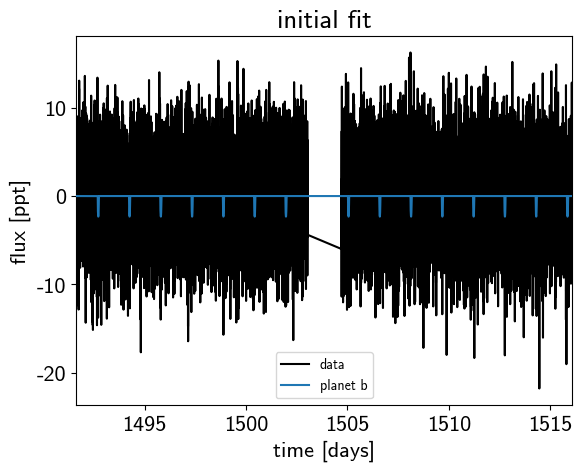 initial fit
10
0
-10
-20
flux [ppt]
data
planet b
1495
1500
1505
1510
1515
time [days]